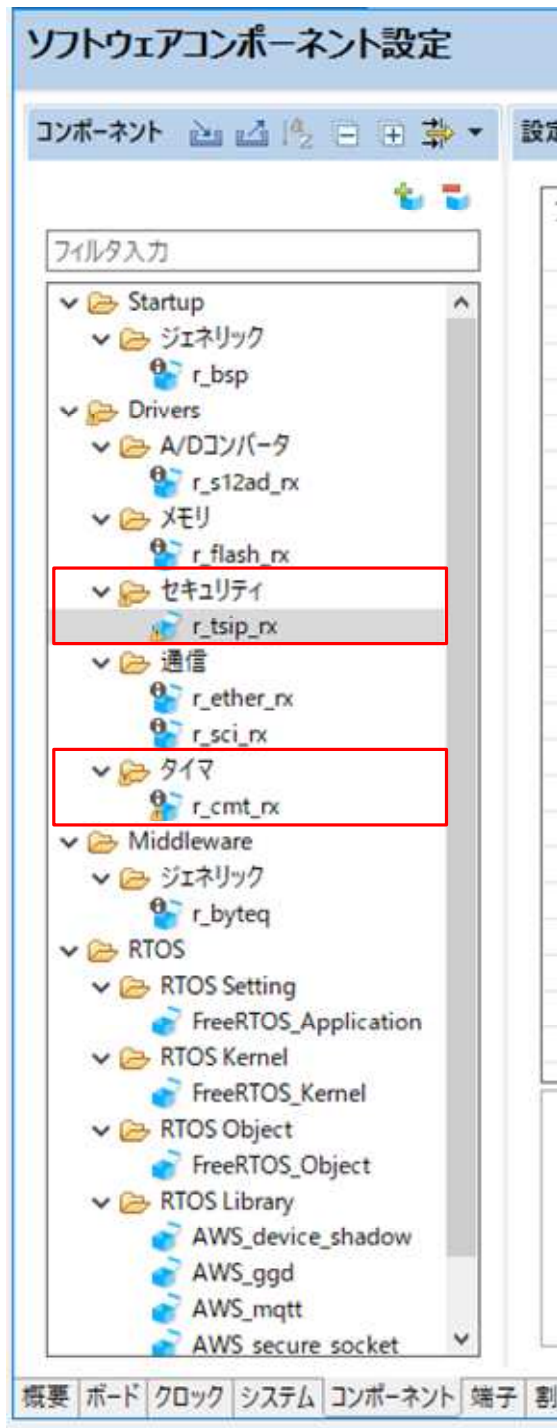 ソフトウェアコンポーネント設定
コンポーネント
フィルタ入力
Startup
ジェネリック
r_bsp
Drivers
A/Dコンバータ
r_s12ad_rx
メモリ
r_flash_rx
セキュリティ
r_tsip_rx
通信
r_ether_rx
r_sci_rx
タイマ
r_cmt_rx
Middleware
ジェネリック
r_byteq
RTOS
RTOS Setting
FreeRTOS_Application
RTOS Kernel
FreeRTOS_Kernel
RTOS Object
FreeRTOS_Object
RTOS Library
AWS_device_shadow
AWS_ggd
AWS_mqtt
AWS_secure_socket
概要 ボード クロック システム コンポーネント 端子